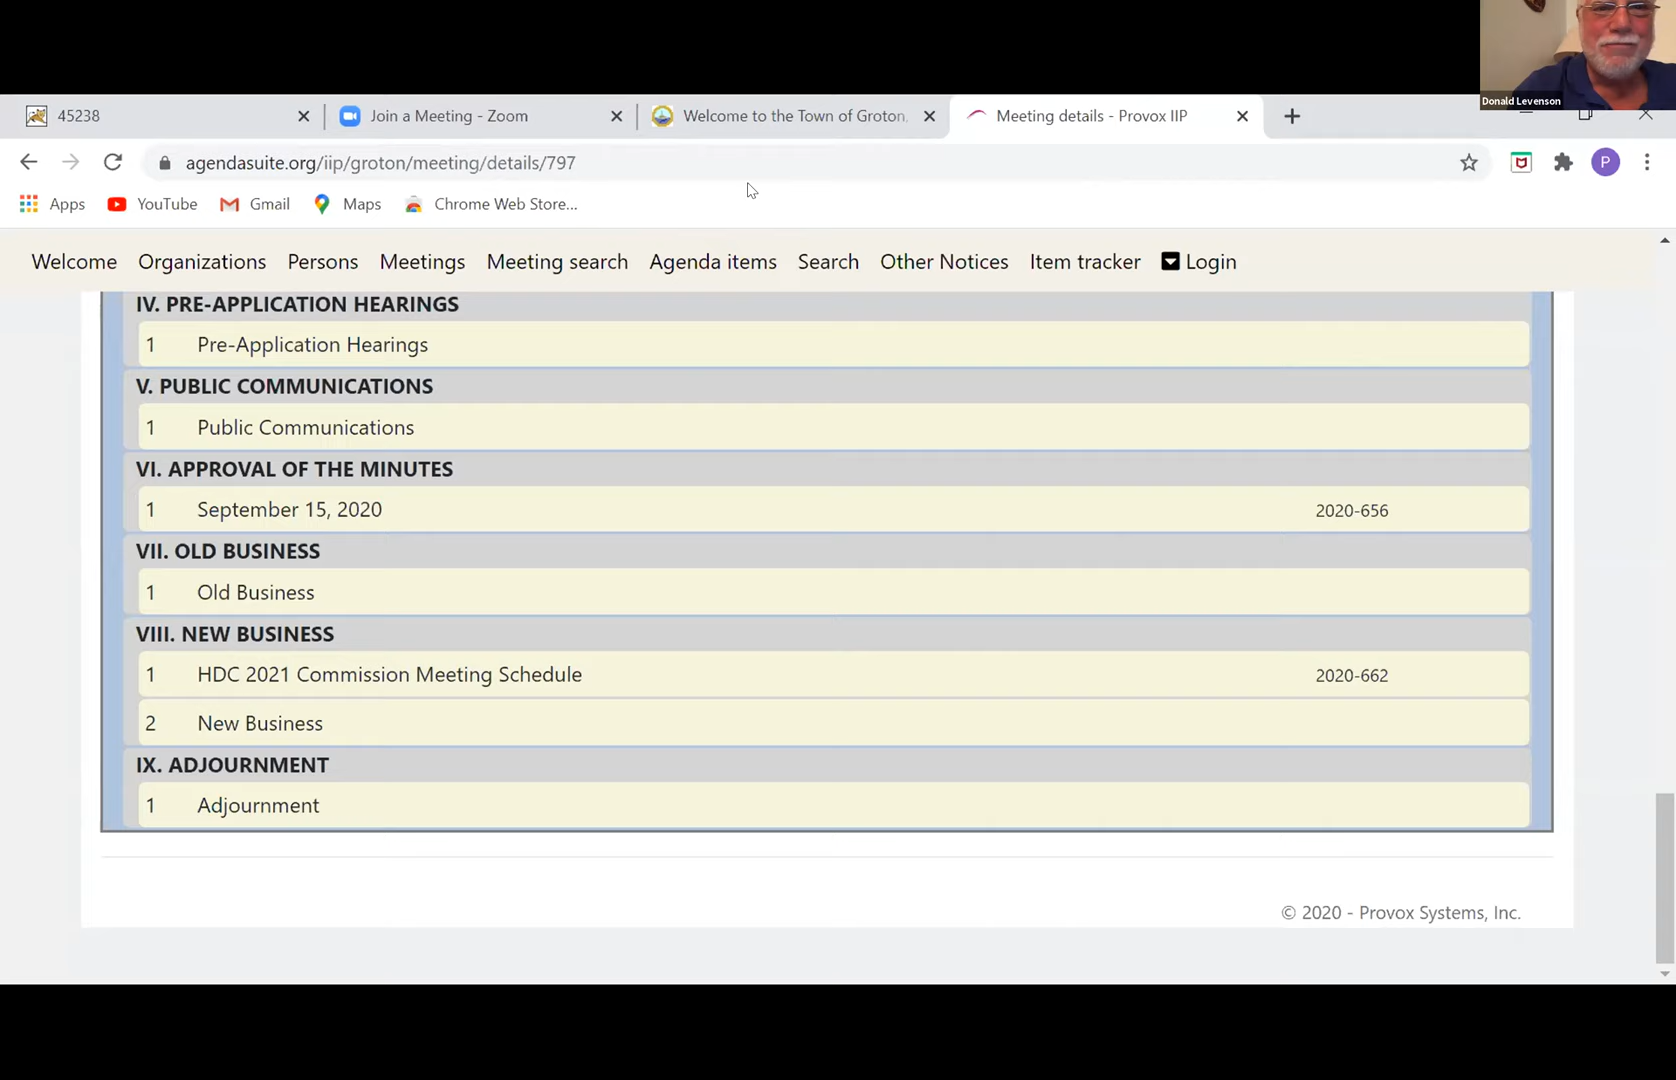 Donald Levenson
45238
Join a Meeting - Zoom
Welcome to the Town of Groton,
Meeting details - Provox IIP
agendasuite.org/iip/groton/meeting/details/797
P
Apps
YouTube
Gmail
Maps
Chrome Web Store...
Welcome
Organizations
Persons
Meetings
Meeting search
Agenda items
Search
Other Notices
Item tracker
Login
IV. PRE-APPLICATION HEARINGS
1 Pre-Application Hearings
V. PUBLIC COMMUNICATIONS
1 Public Communications
VI. APPROVAL OF THE MINUTES
1 September 15, 2020 2020-656
VII. OLD BUSINESS
1 Old Business
VIII. NEW BUSINESS
1 HDC 2021 Commission Meeting Schedule 2020-662
2 New Business
IX. ADJOURNMENT
1 Adjournment
© 2020 - Provox Systems, Inc.